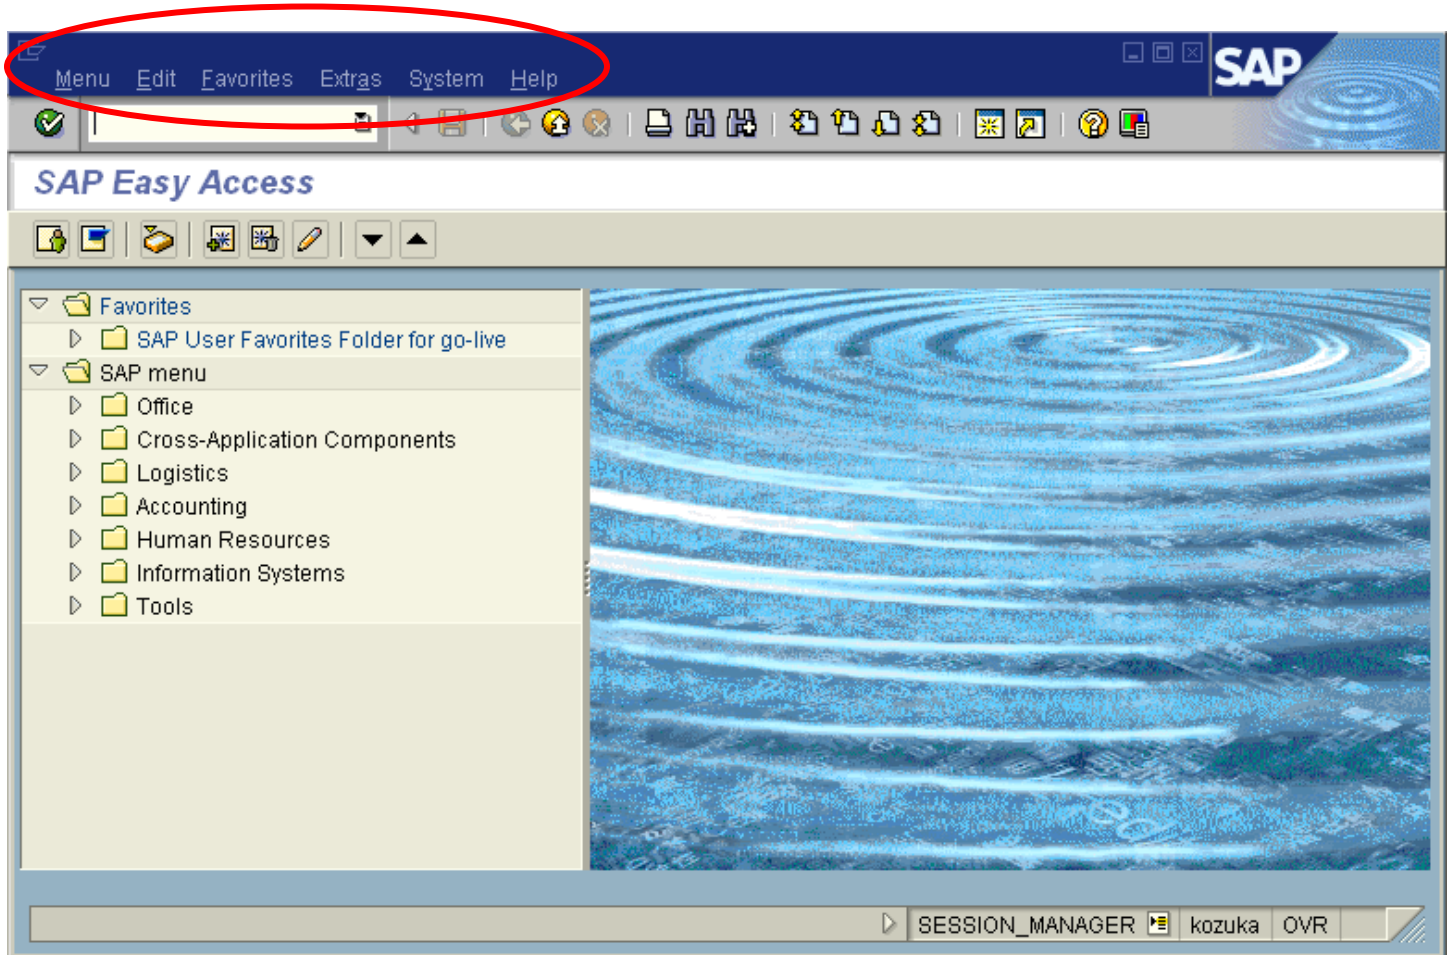 Menu Edit Favorites Extras System Help
SAP
SAP Easy Access
Favorites
SAP User Favorites Folder for go-live
SAP menu
Office
Cross-Application Components
Logistics
Accounting
Human Resources
Information Systems
Tools
SESSION_MANAGER kozuka OVR